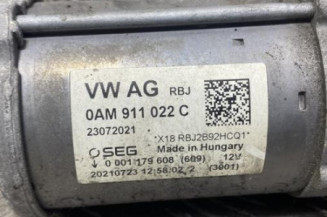 VW AG RBJ
0AM 911 022 C
23072021
*X18 RBJ2B92HCQ1*
SEG Made in Hungary
0 001 179 608 (689) 12V
20210723 12:58:02 2 (3001)